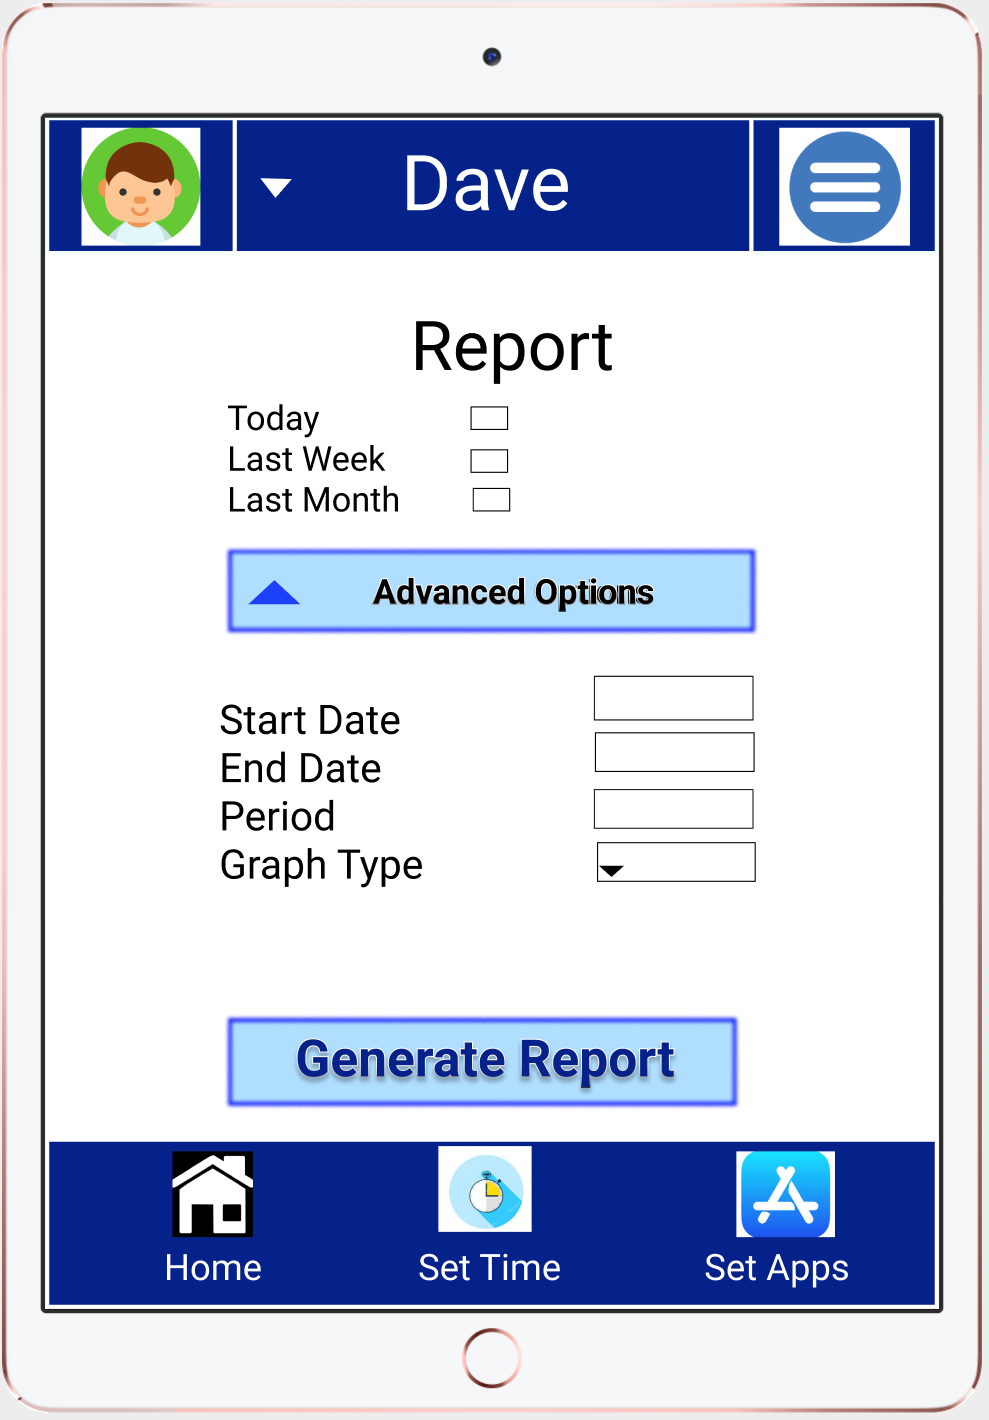 Dave
Report
Today
Last Week
Last Month
Advanced Options
Start Date
End Date
Period
Graph Type
Generate Report
Home
Set Time
Set Apps